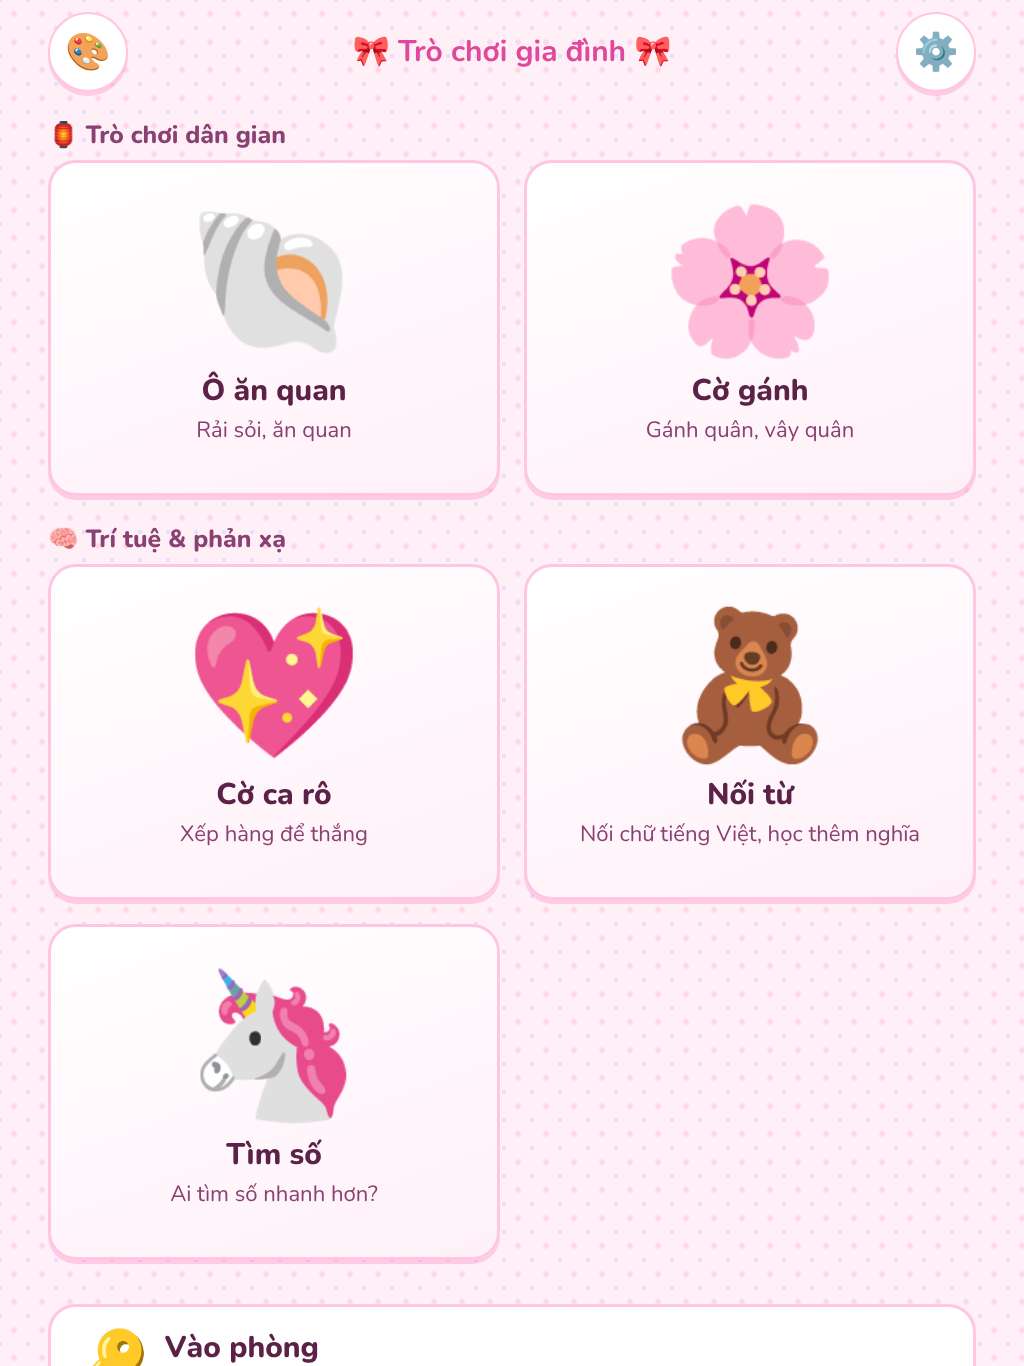 Trò chơi gia đình
Trò chơi dân gian
Ô ăn quan
Rải sỏi, ăn quan
Cờ gánh
Gánh quân, vây quân
Trí tuệ & phản xạ
Cờ ca rô
Xếp hàng để thắng
Nối từ
Nối chữ tiếng Việt, học thêm nghĩa
Tìm số
Ai tìm số nhanh hơn?
Vào phòng